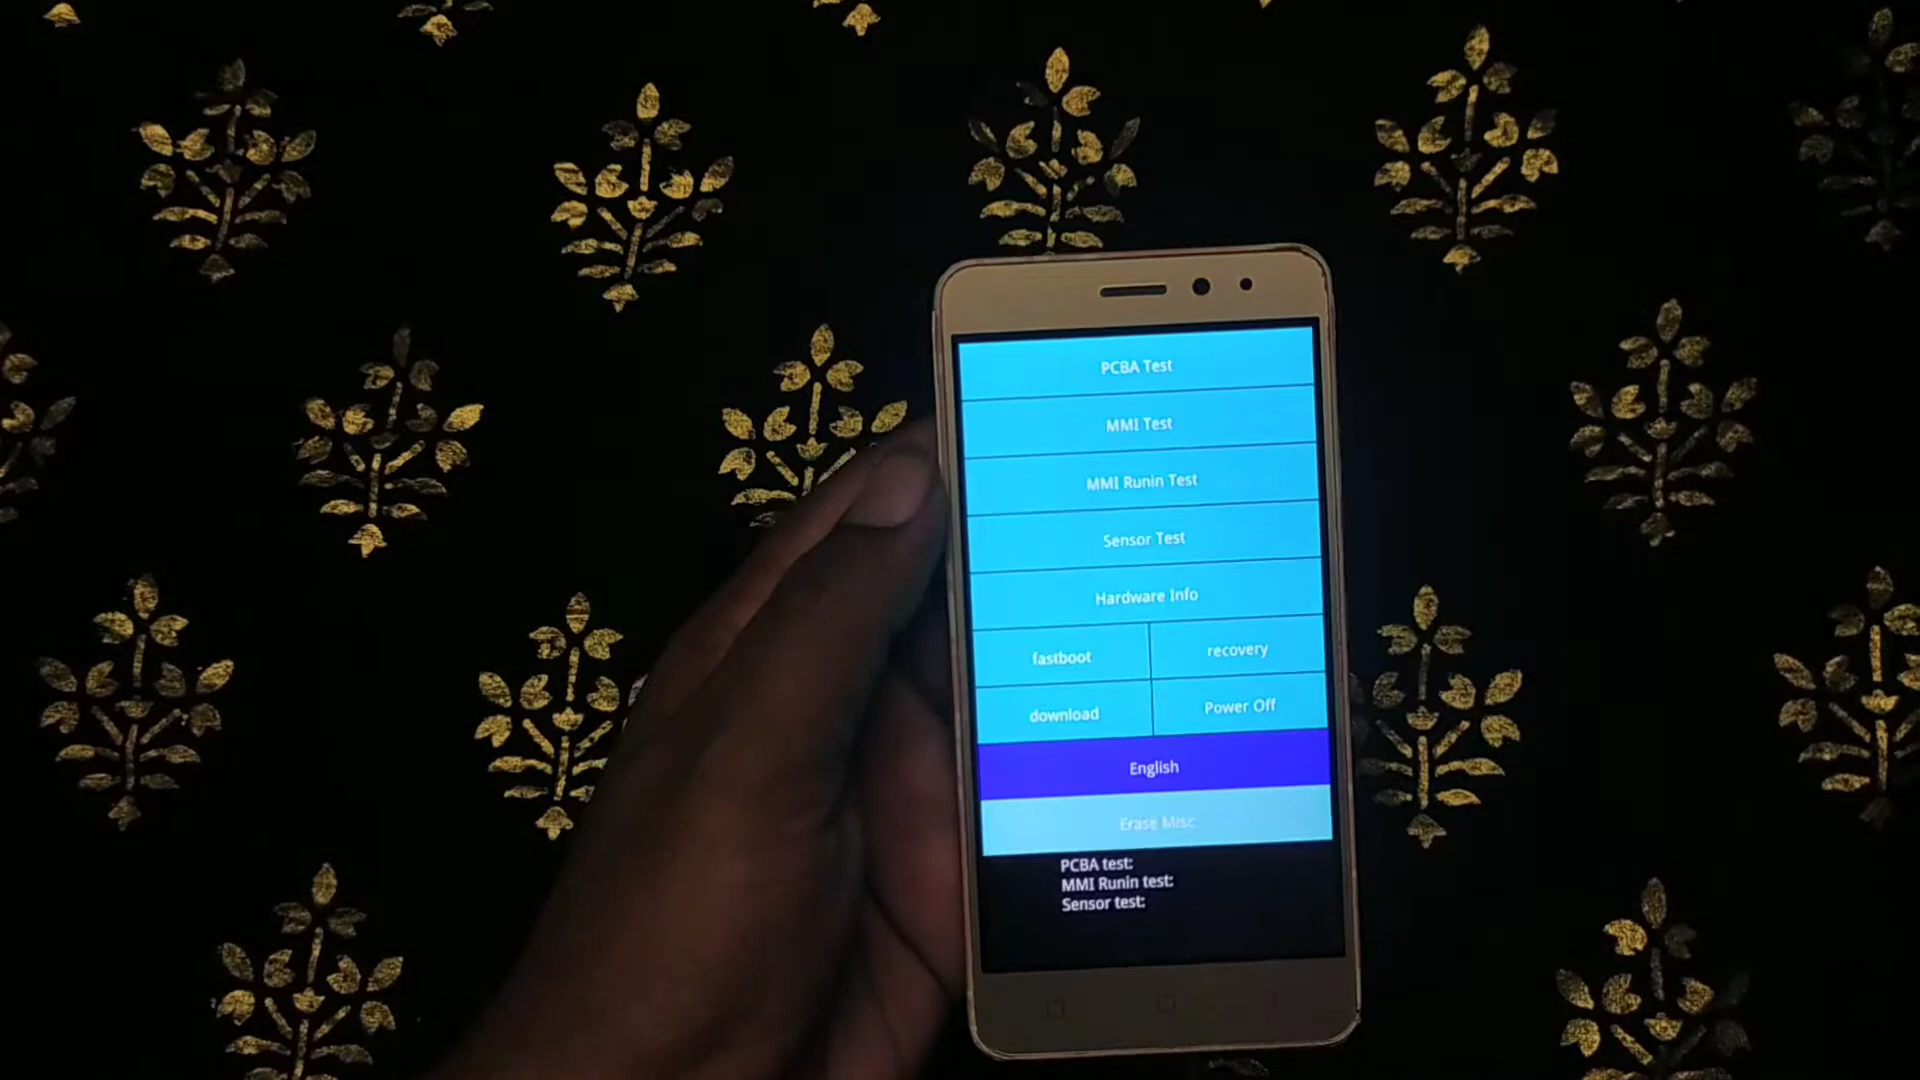 PCBA Test
MMI Test
MMI Runin Test
Sensor Test
Hardware Info
fastboot
recovery
download
Power Off
English
Erase Misc
PCBA test:
MMI Runin test:
Sensor test: